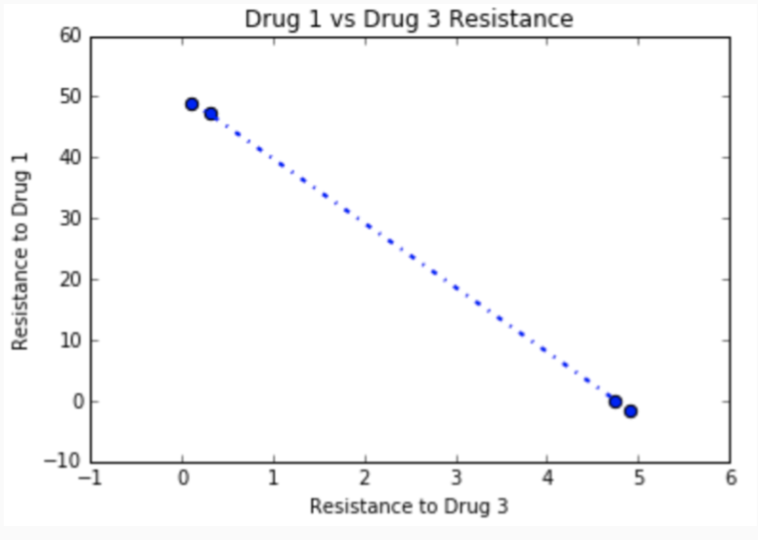 Drug 1 vs Drug 3 Resistance
60
50
40
30
20
10
0
−10
−1 0 1 2 3 4 5 6
Resistance to Drug 1
Resistance to Drug 3